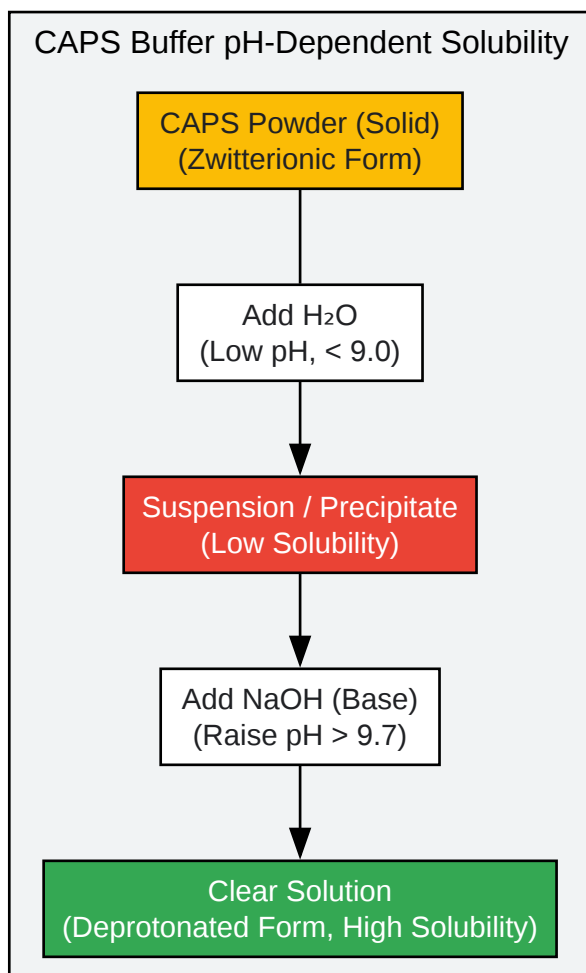 CAPS Buffer pH-Dependent Solubility
CAPS Powder (Solid)
(Zwitterionic Form)
Add H₂O
(Low pH, < 9.0)
Suspension / Precipitate
(Low Solubility)
Add NaOH (Base)
(Raise pH > 9.7)
Clear Solution
(Deprotonated Form, High Solubility)